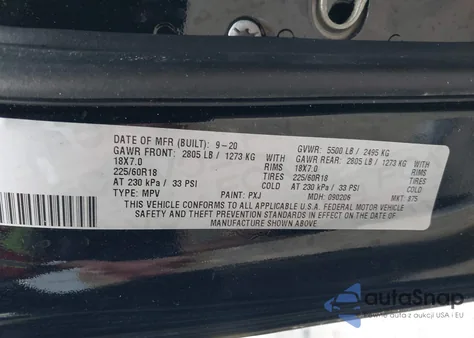 DATE OF MFR (BUILT): 9-20 GVWR: 5500 LB / 2495 KG
GAWR FRONT: 2805 LB / 1273 KG WITH GAWR REAR: 2805 LB / 1273 KG WITH
18X7.0 RIMS 18X7.0 RIMS
225/60R18 TIRES 225/60R18 TIRES
AT 230 kPa / 33 PSI COLD AT 230 kPa / 33 PSI COLD
TYPE: MPV PAINT: PXJ MDH: 090206 MKT: 875
THIS VEHICLE CONFORMS TO ALL APPLICABLE U.S.A. FEDERAL MOTOR VEHICLE
SAFETY AND THEFT PREVENTION STANDARDS IN EFFECT ON THE DATE OF
MANUFACTURE SHOWN ABOVE.
autoSnap
auta z aukcji USA i EU